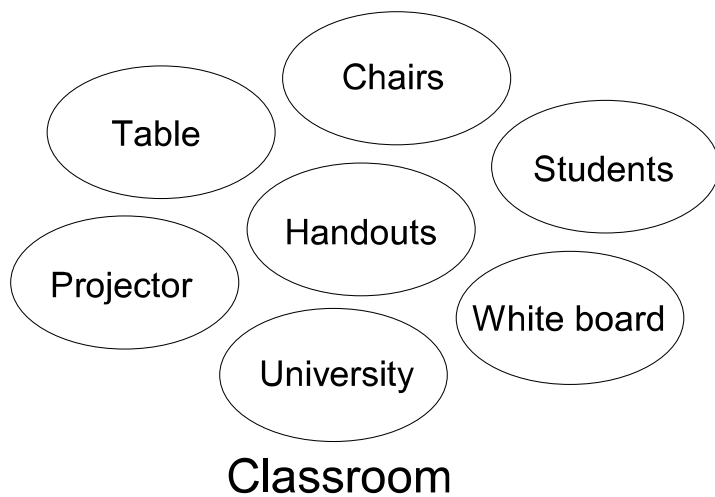 Chairs
Table
Students
Handouts
Projector
White board
University
Classroom